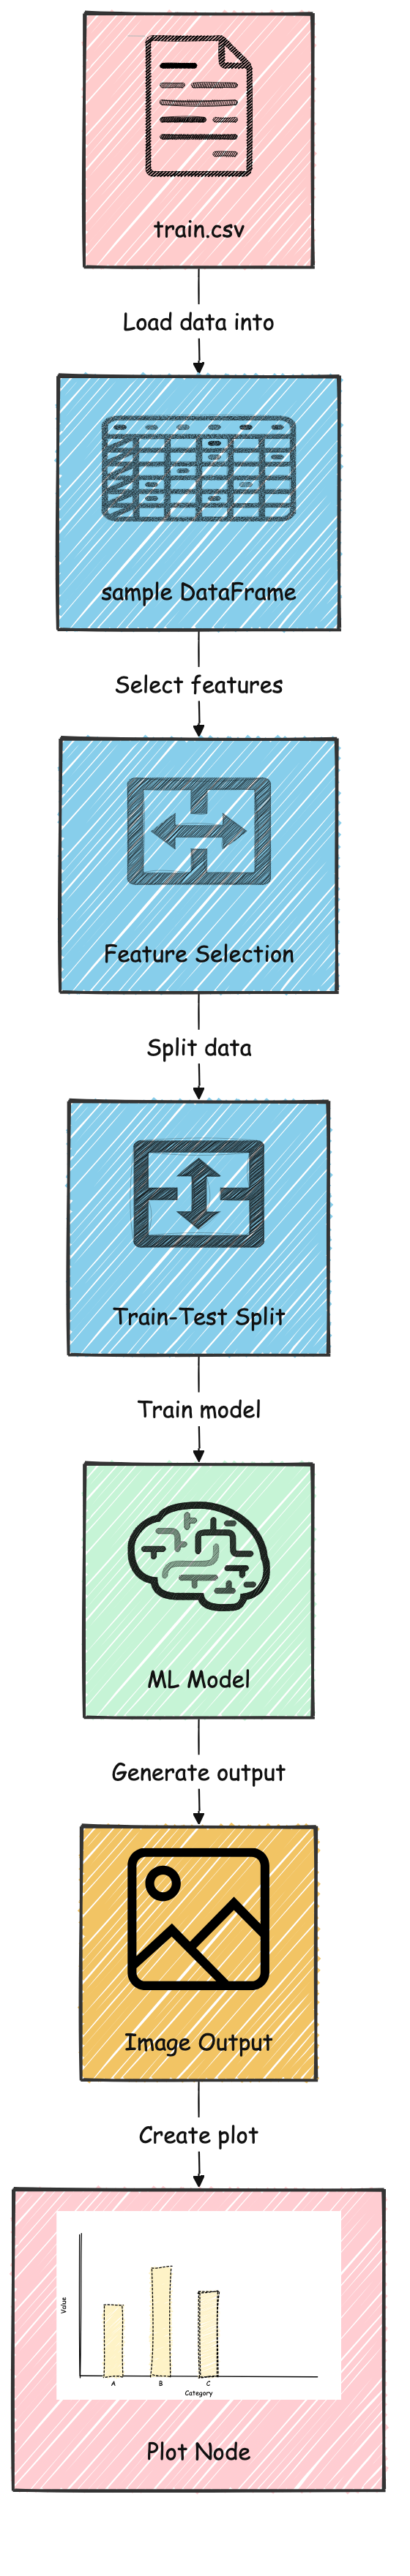 train.csv
Load data into
sample DataFrame
Select features
Feature Selection
Split data
Train-Test Split
Train model
ML Model
Generate output
Image Output
Create plot
Value
A B C
Category
Plot Node